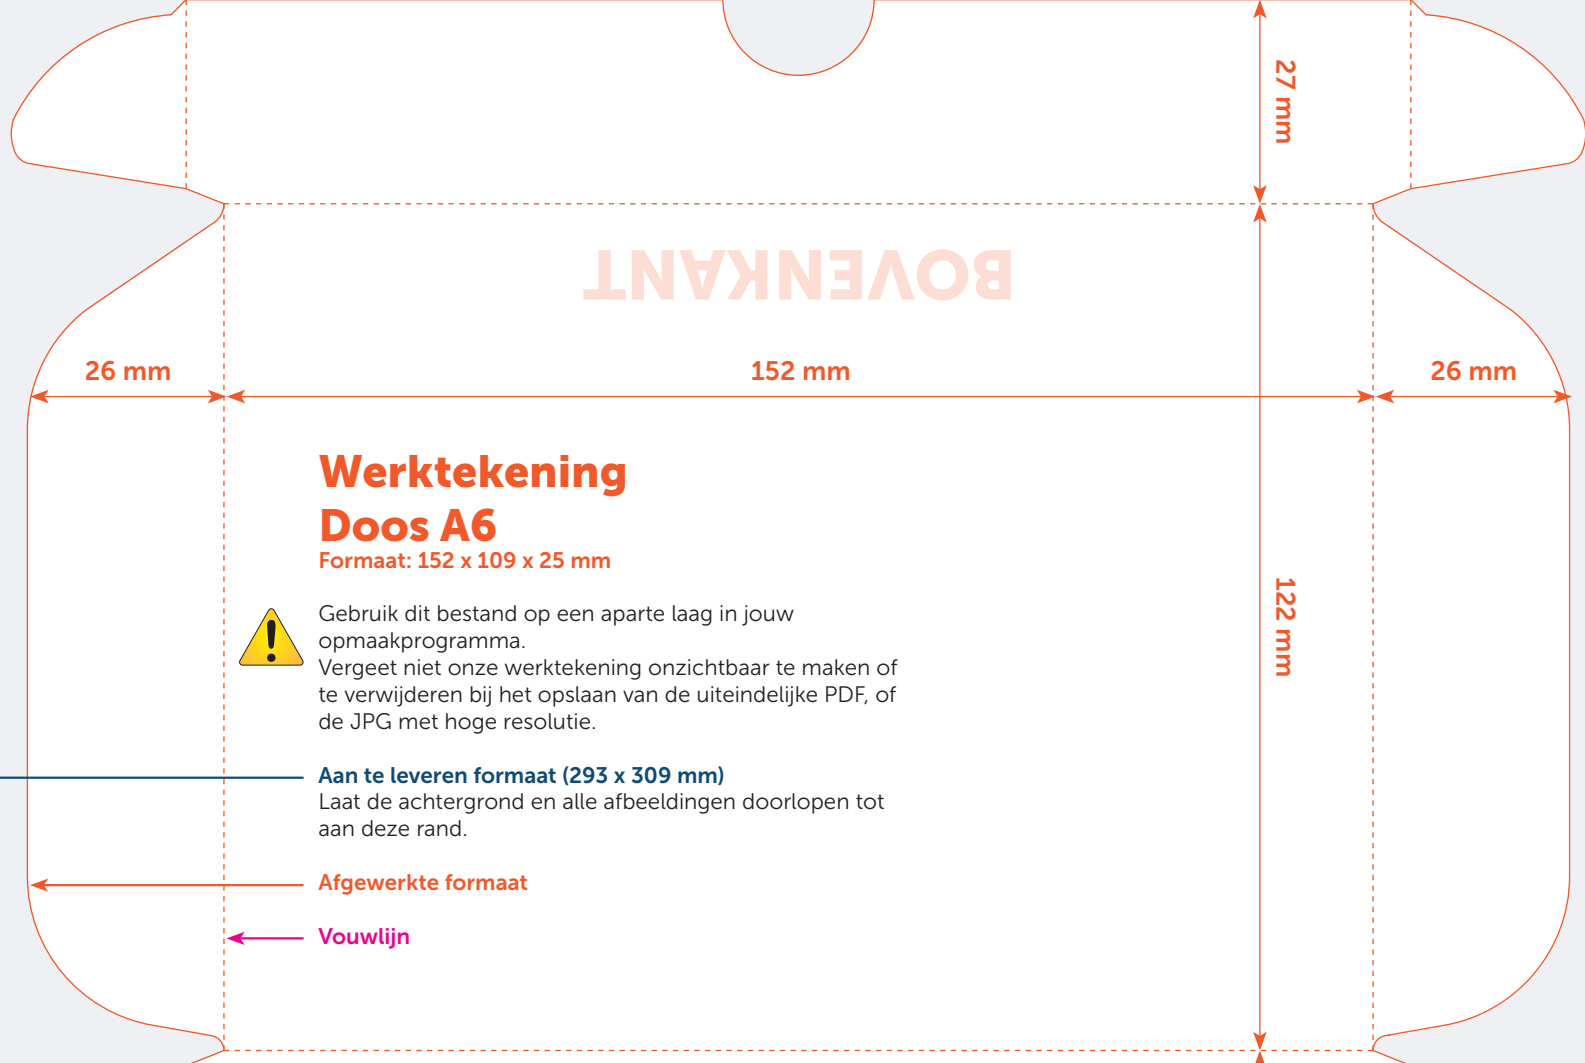 27 mm
BOVENKANT
26 mm
152 mm
26 mm
Werktekening
Doos A6
Formaat: 152 x 109 x 25 mm
Gebruik dit bestand op een aparte laag in jouw
opmaakprogramma.
Vergeet niet onze werktekening onzichtbaar te maken of
te verwijderen bij het opslaan van de uiteindelijke PDF, of
de JPG met hoge resolutie.
122 mm
Aan te leveren formaat (293 x 309 mm)
Laat de achtergrond en alle afbeeldingen doorlopen tot
aan deze rand.
Afgewerkte formaat
Vouwlijn